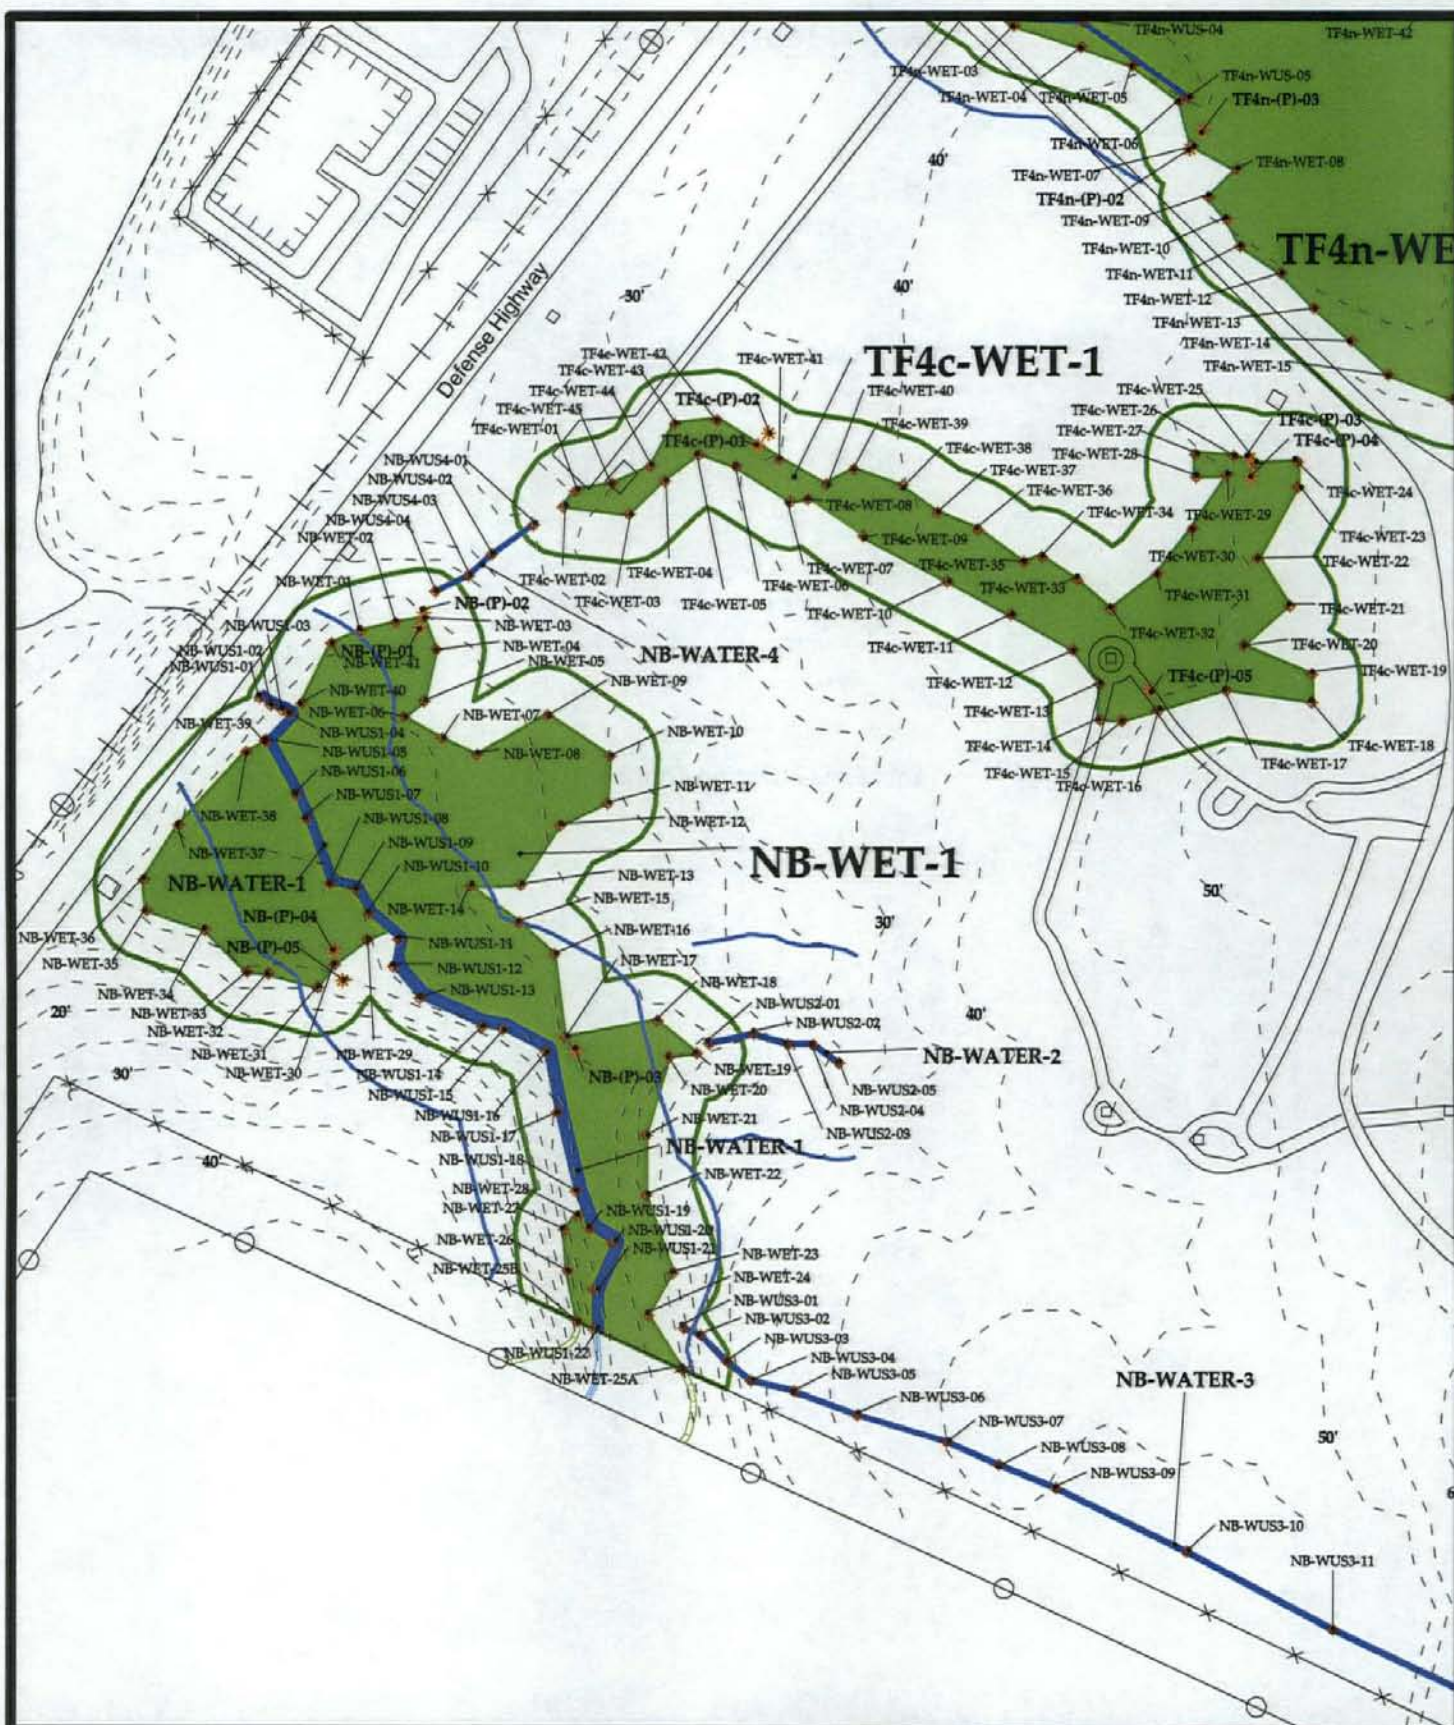 TF4n-WUS-04
TF4n-WET-42
TF4n-WET-03
TF4n-WUS-05
TF4n-WET-04
TF4n-WET-05
TF4n-(P)-03
TF4n-WET-06
40'
TF4n-WET-08
TF4n-WET-07
TF4n-(P)-02
TF4n-WET-09
TF4n-WET-10
TF4n-WE
TF4n-WET-11
Defense Highway
30'
40'
TF4n-WET-12
TF4n-WET-13
TF4n-WET-14
TF4n-WET-15
TF4c-WET-42
TF4c-WET-41
TF4c-WET-1
TF4c-WET-43
TF4c-WET-44
TF4c-WET-40
TF4c-WET-25
TF4c-(P)-02
TF4c-WET-45
TF4c-WET-26
TF4c-WET-39
TF4c-(P)-03
TF4c-WET-01
TF4c-(P)-01
TF4c-WET-27
TF4c-(P)-04
TF4c-WET-38
TF4c-WET-28
NB-WUS4-01
NB-WUS4-02
TF4c-WET-37
TF4c-WET-36
TF4c-WET-24
NB-WUS4-03
TF4c-WET-08
TF4c-WET-34
TF4c-WET-29
NB-WUS4-04
NB-WET-02
TF4c-WET-09
TF4c-WET-23
TF4c-WET-35
TF4c-WET-30
TF4c-WET-22
TF4c-WET-07
NB-WET-01
TF4c-WET-02
TF4c-WET-04
TF4c-WET-06
TF4c-WET-33
TF4c-WET-31
TF4c-WET-03
TF4c-WET-05
TF4c-WET-10
TF4c-WET-21
NB-(P)-02
NB-WUS1-03
NB-WET-03
TF4c-WET-32
TF4c-WET-11
TF4c-WET-20
NB-WUS1-02
NB-(P)-01
NB-WET-04
NB-WATER-4
NB-WUS1-01
NB-WET-41
NB-WET-05
TF4c-WET-12
TF4c-(P)-05
TF4c-WET-19
NB-WET-09
NB-WET-40
TF4c-WET-13
NB-WET-39
NB-WET-06
NB-WET-07
NB-WUS1-04
TF4c-WET-14
TF4c-WET-18
NB-WUS1-05
NB-WET-08
NB-WET-10
TF4c-WET-17
NB-WUS1-06
TF4c-WET-15
TF4c-WET-16
NB-WUS1-07
NB-WET-11
NB-WET-38
NB-WUS1-08
NB-WET-12
NB-WUS1-09
NB-WET-37
NB-WUS1-10
NB-WET-1
NB-WATER-1
NB-WET-13
50'
NB-WET-14
NB-WET-15
NB-(P)-04
30'
NB-WET-36
NB-(P)-05
NB-WUS1-11
NB-WET-16
NB-WET-35
NB-WUS1-12
NB-WET-17
NB-WET-34
NB-WUS1-13
NB-WET-18
20'
NB-WET-33
NB-WUS2-01
40'
NB-WET-32
NB-WUS2-02
NB-WET-31
NB-WET-29
NB-WATER-2
NB-WET-30
NB-WUS1-14
NB-(P)-03
NB-WET-19
30'
NB-WUS1-15
NB-WET-20
NB-WUS2-05
NB-WUS1-16
NB-WUS2-04
NB-WET-21
NB-WUS1-17
NB-WUS2-03
NB-WATER-1
40'
NB-WUS1-18
NB-WET-28
NB-WET-22
NB-WET-27
NB-WUS1-19
NB-WET-26
NB-WUS1-20
NB-WUS1-21
NB-WET-23
NB-WET-25B
NB-WET-24
NB-WUS3-01
NB-WUS3-02
NB-WUS1-22
NB-WUS3-03
NB-WET-25A
NB-WUS3-04
NB-WUS3-05
NB-WATER-3
NB-WUS3-06
NB-WUS3-07
50'
NB-WUS3-08
NB-WUS3-09
6
NB-WUS3-10
NB-WUS3-11